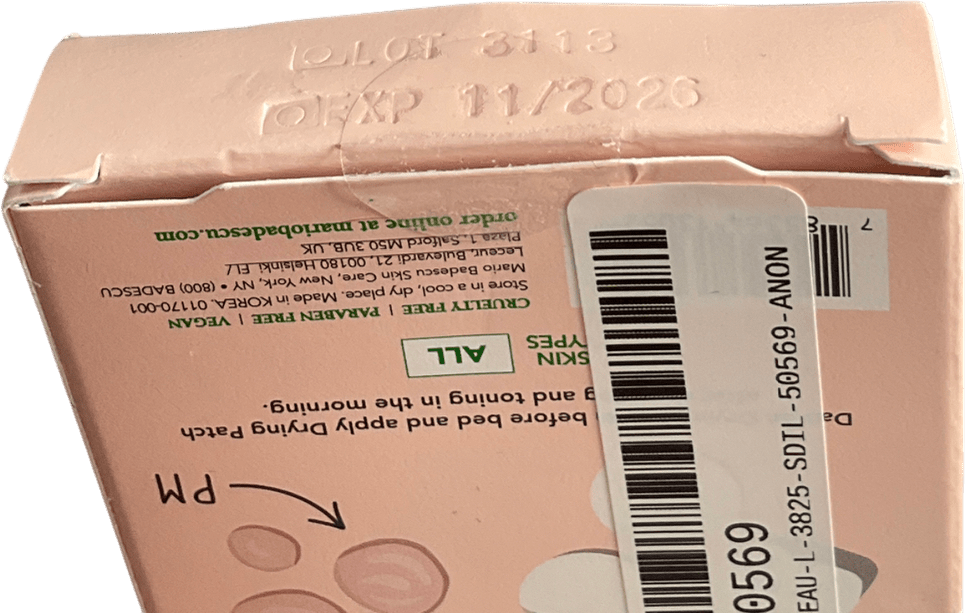 LOT 3113
EXP 11/2026
order online at mariobadescu.com
Plaza 1, Salford M50 3UB, UK
Leceur, Bulevardi 21, 00180 Helsinki,
Mario Badescu Skin Care, New York, NY • (800) BADESCU
Store in a cool, dry place. Made in KOREA. 01170-001
CRUELTY FREE | PARABEN FREE | VEGAN
SKIN TYPES
ALL
and toning in the morning.
before bed and apply Drying Patch
PM
7
0569
EAU-L-3825-SDIL-50569-ANON